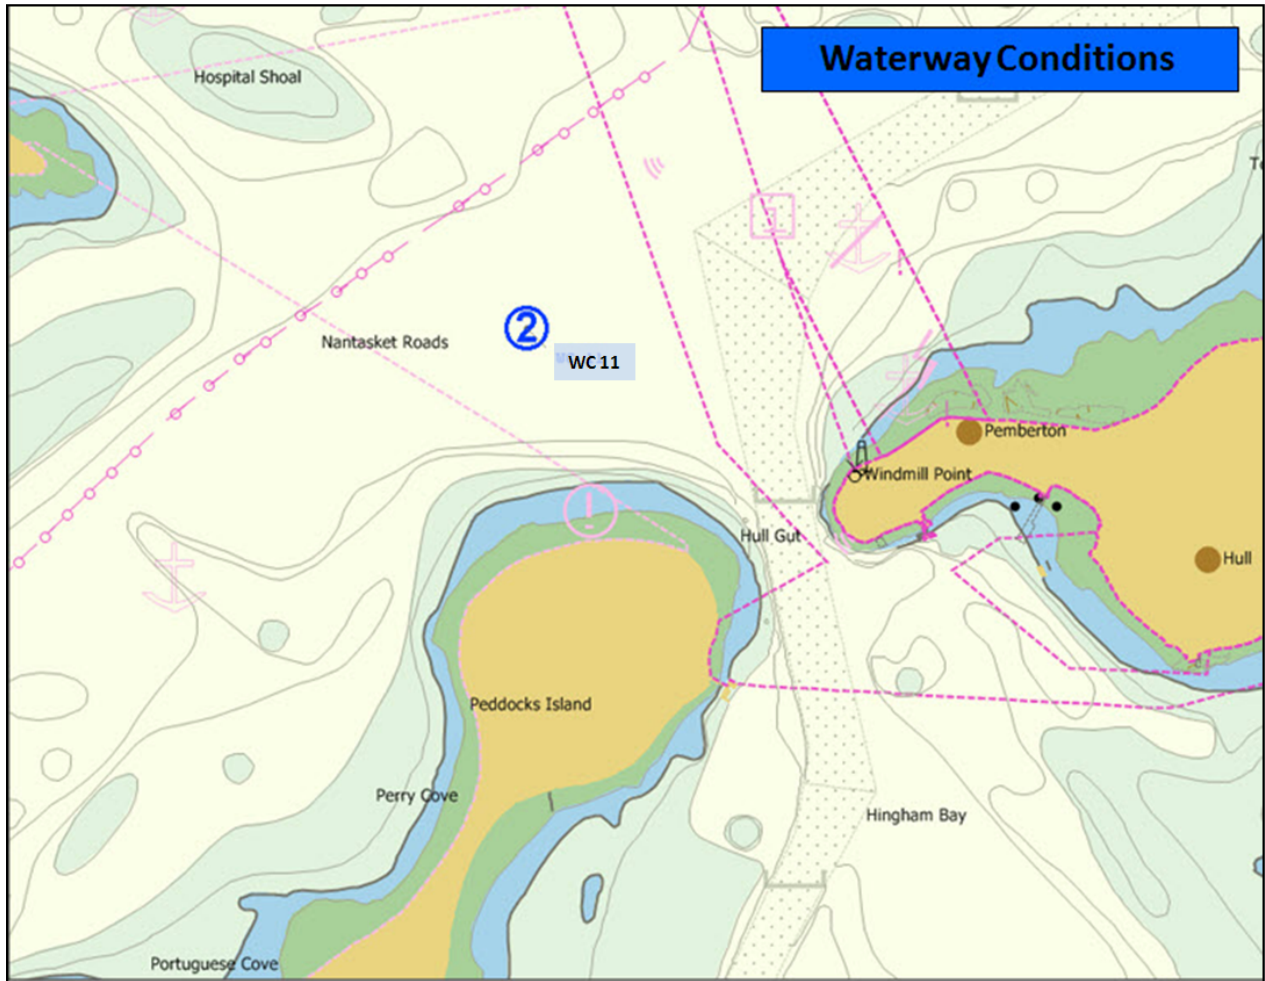 Waterway Conditions
Hospital Shoal
1
2
Nantasket Roads
WC 11
Pemberton
Windmill Point
Hull Gut
Hull
Peddocks Island
Perry Cove
Hingham Bay
Portuguese Cove